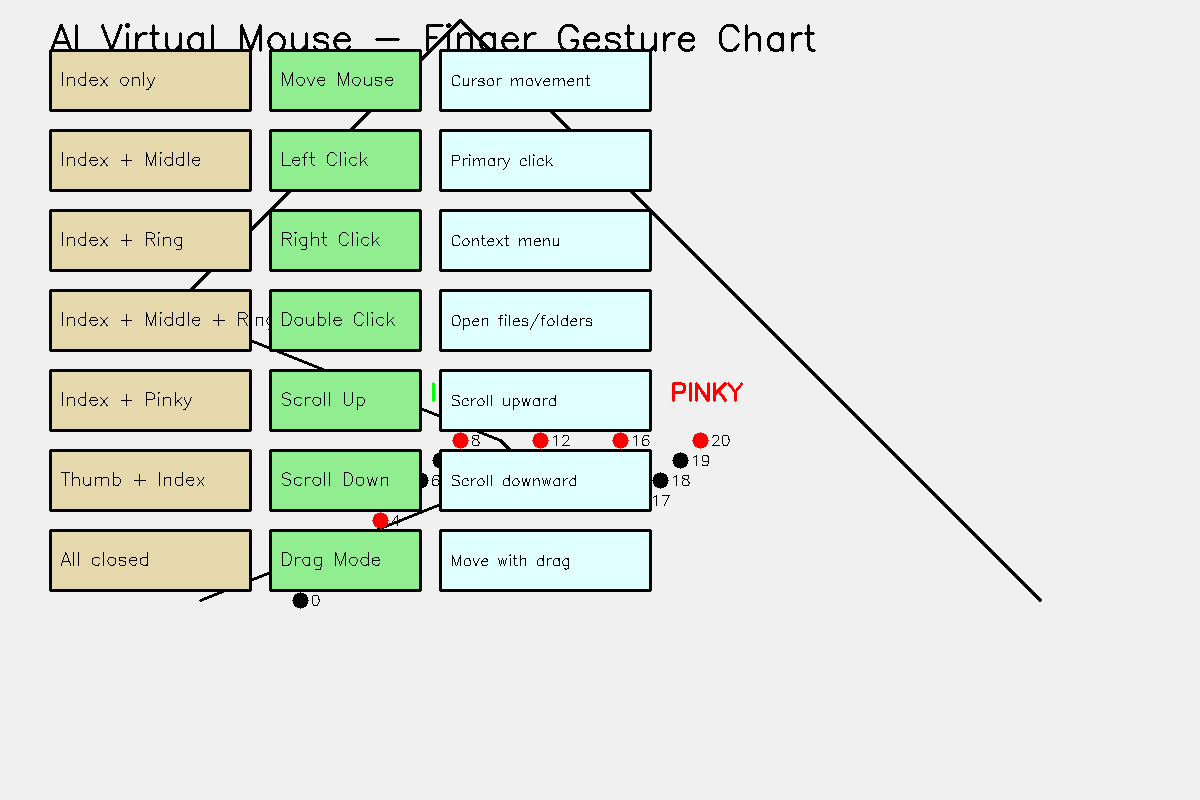 AI Virtual Mouse — Finger Gesture Chart
Index only Move Mouse Cursor movement
Index + Middle Left Click Primary click
Index + Ring Right Click Context menu
Index + Middle + Ring Double Click Open files/folders
PINKY
Index + Pinky Scroll Up Scroll upward
8 12 16 20
19
Thumb + Index Scroll Down 6 Scroll downward 18
17
4
All closed Drag Mode Move with drag
0